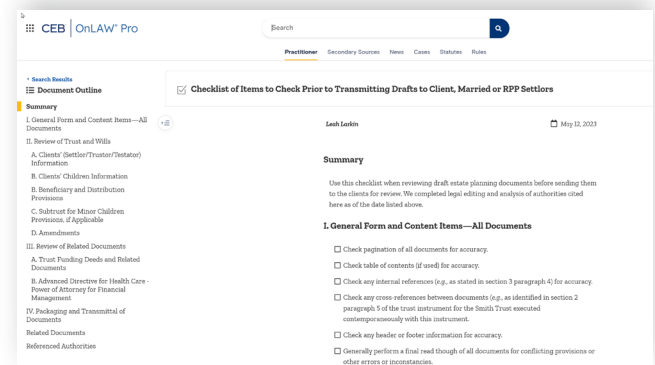 CEB® OnLAW® Pro
Search
Practitioner Secondary Sources News Cases Statutes Rules
Search Results
Document Outline
Summary
I. General Form and Content Items—All
Documents
II. Review of Trust and Wills
A. Clients' (Settlor/Trustor/Testator)
Information
B. Clients' Children Information
B. Beneficiary and Distribution
Provisions
C. Subtrust for Minor Children
Provisions, if Applicable
D. Amendments
III. Review of Related Documents
A. Trust Funding Deeds and Related
Documents
B. Advanced Directive for Health Care -
Power of Attorney for Financial
Management
IV. Packaging and Transmittal of
Documents
Related Documents
Referenced Authorities
Checklist of Items to Check Prior to Transmitting Drafts to Client, Married or RPP Settlors
Leah Larkin May 12, 2023
Summary
Use this checklist when reviewing draft estate planning documents before sending them
to the clients for review. We completed legal editing and analysis of authorities cited
here as of the date listed above.
I. General Form and Content Items—All Documents
Check pagination of all documents for accuracy.
Check table of contents (if used) for accuracy.
Check any internal references (e.g., as stated in section 3 paragraph 4) for accuracy.
Check any cross-references between documents (e.g., as identified in section 2
paragraph 5 of the trust instrument for the Smith Trust executed
contemporaneously with this instrument.
Check any header or footer information for accuracy.
Generally perform a final read though of all documents for conflicting provisions or
other errors or inconstancies.